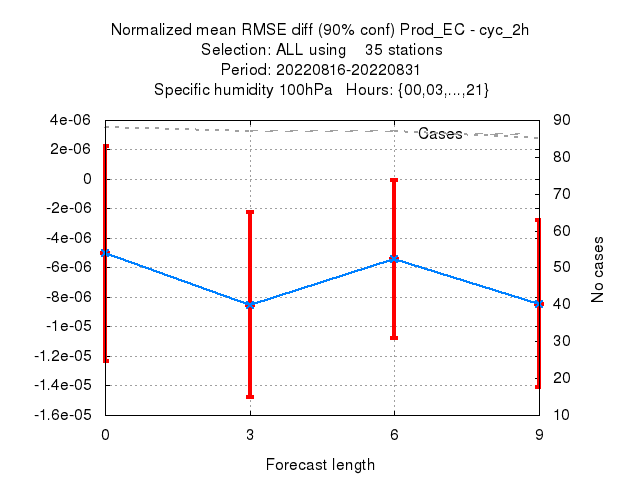 Normalized mean RMSE diff (90% conf) Prod_EC - cyc_2h
Selection: ALL using    35 stations
Period: 20220816-20220831
Specific humidity 100hPa   Hours: {00,03,...,21}
4e-06
2e-06
0
-2e-06
-4e-06
-6e-06
-8e-06
-1e-05
-1.2e-05
-1.4e-05
-1.6e-05
Cases
90
80
70
60
50
40
30
20
10
No cases
0
3
6
9
Forecast length